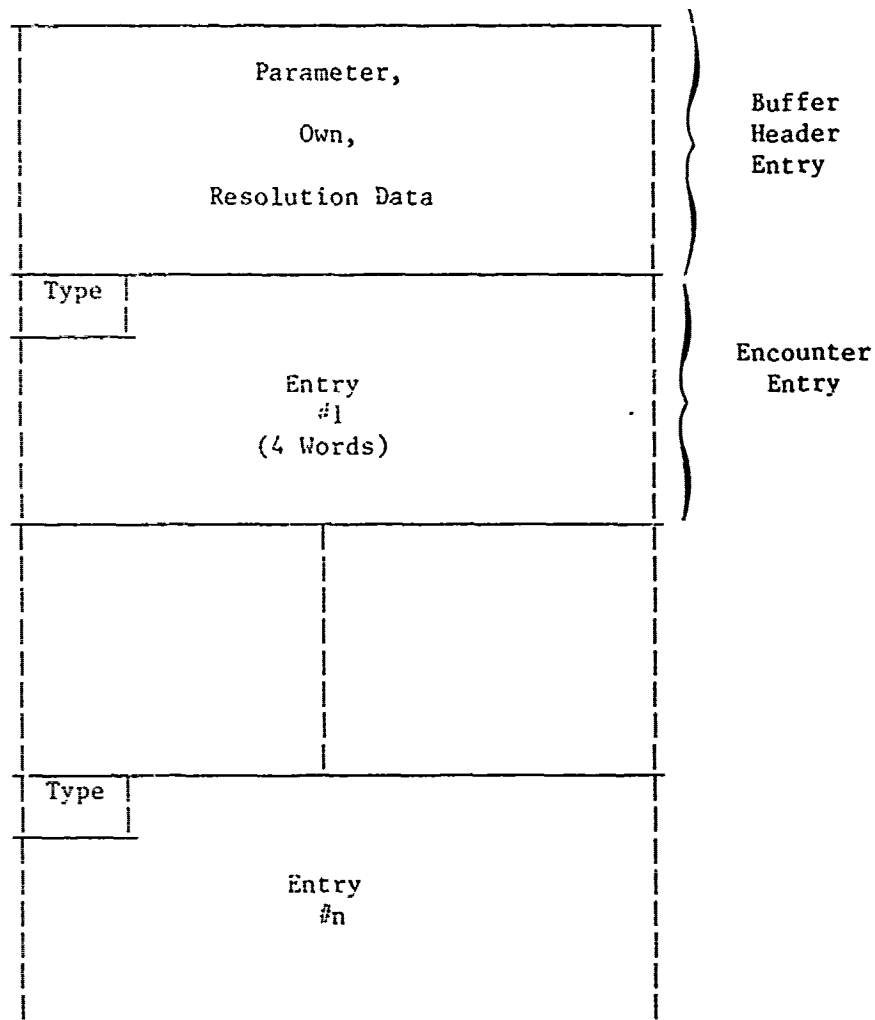 Parameter,
Own,
Resolution Data
Buffer
Header
Entry
Type
Entry
#1
(4 Words)
Encounter
Entry
Type
Entry
#n